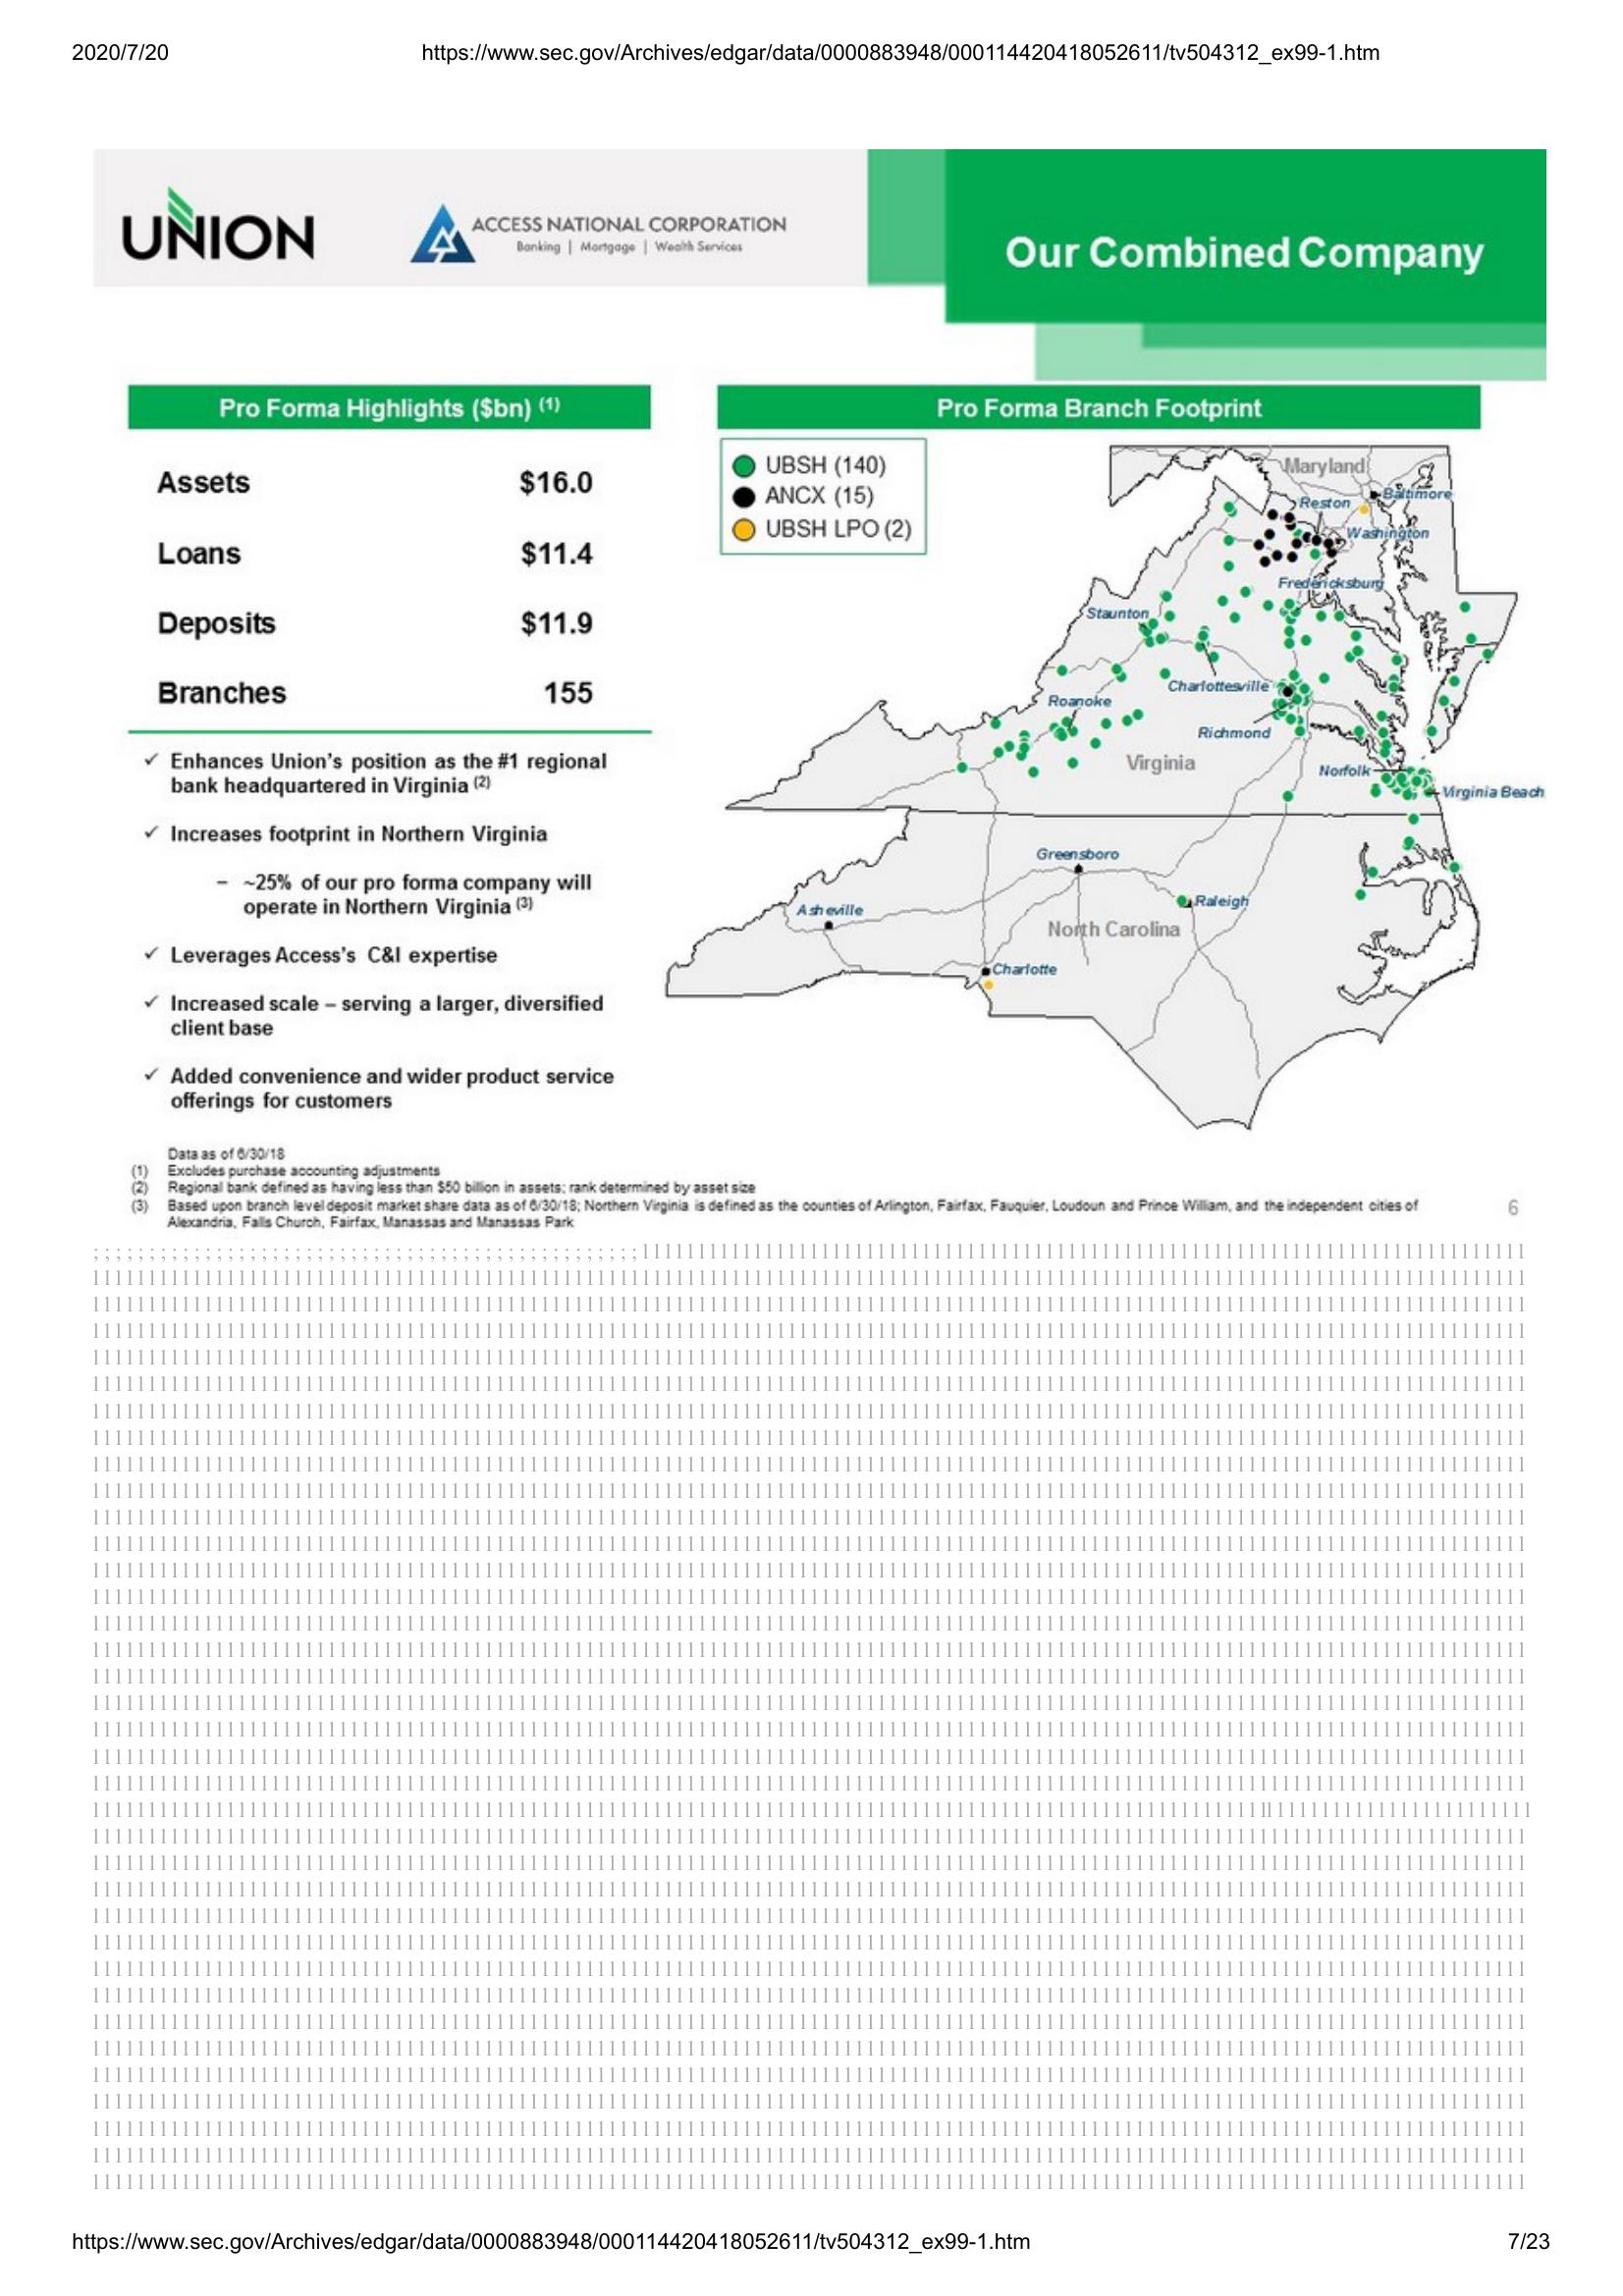 2020/7/20
https://www.sec.gov/Archives/edgar/data/0000883948/000114420418052611/tv504312_ex99-1.htm
UNION
ACCESS NATIONAL CORPORATION
Banking | Mortgage | Wealth Services
Our Combined Company
Pro Forma Highlights ($bn) (1)
Assets $16.0
Loans $11.4
Deposits $11.9
Branches 155
✓ Enhances Union's position as the #1 regional
bank headquartered in Virginia (2)
✓ Increases footprint in Northern Virginia
– ~25% of our pro forma company will
operate in Northern Virginia (3)
✓ Leverages Access's C&I expertise
✓ Increased scale – serving a larger, diversified
client base
✓ Added convenience and wider product service
offerings for customers
Pro Forma Branch Footprint
UBSH (140)
ANCX (15)
UBSH LPO (2)
Maryland
Baltimore
Reston
Washington
Fredericksburg
Staunton
Charlottesville
Roanoke
Richmond
Virginia
Norfolk
Virginia Beach
Greensboro
Asheville
Raleigh
North Carolina
Charlotte
Data as of 6/30/18
(1) Excludes purchase accounting adjustments
(2) Regional bank defined as having less than $50 billion in assets; rank determined by asset size
(3) Based upon branch level deposit market share data as of 6/30/18; Northern Virginia is defined as the counties of Arlington, Fairfax, Fauquier, Loudoun and Prince William, and the independent cities of
Alexandria, Falls Church, Fairfax, Manassas and Manassas Park
6
https://www.sec.gov/Archives/edgar/data/0000883948/000114420418052611/tv504312_ex99-1.htm
7/23